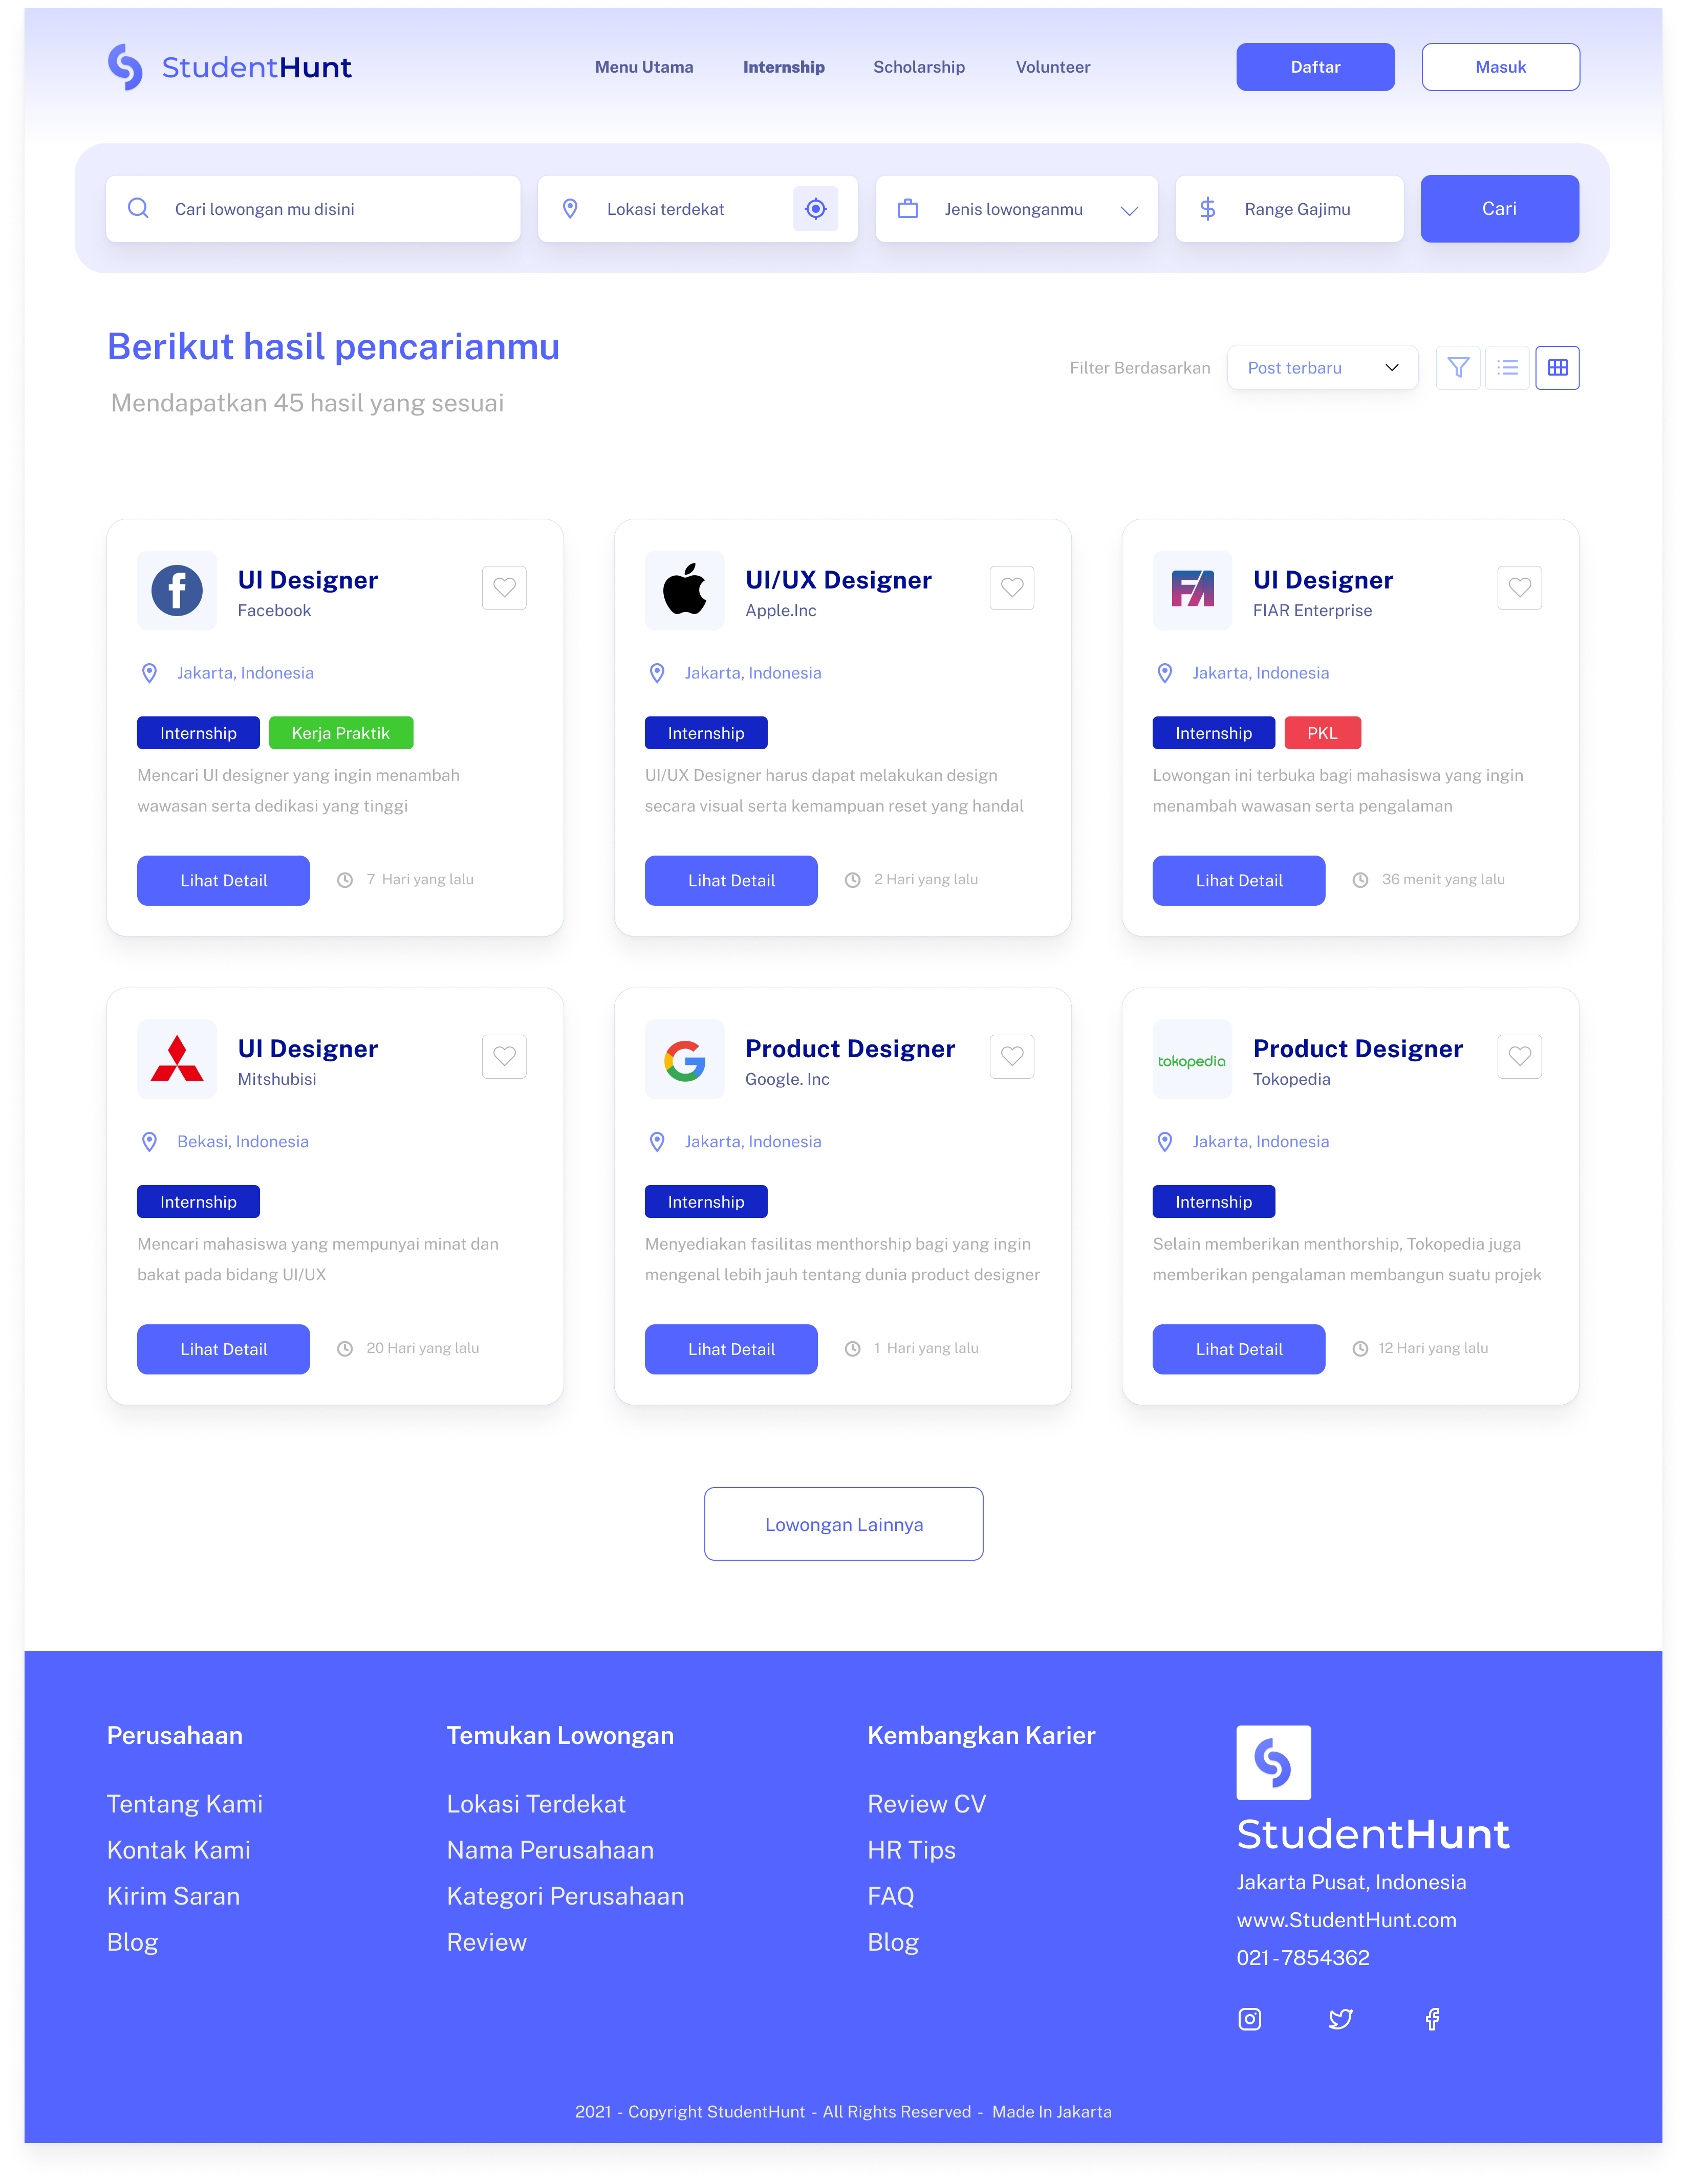 StudentHunt
Menu Utama
Internship
Scholarship
Volunteer
Daftar
Masuk
Cari lowongan mu disini
Lokasi terdekat
Jenis lowonganmu
Range Gajimu
Cari
Berikut hasil pencarianmu
Mendapatkan 45 hasil yang sesuai
Filter Berdasarkan
Post terbaru
UI Designer
Facebook
Jakarta, Indonesia
Internship
Kerja Praktik
Mencari UI designer yang ingin menambah
wawasan serta dedikasi yang tinggi
Lihat Detail
7 Hari yang lalu
UI/UX Designer
Apple.Inc
Jakarta, Indonesia
Internship
UI/UX Designer harus dapat melakukan design
secara visual serta kemampuan reset yang handal
Lihat Detail
2 Hari yang lalu
FA
UI Designer
FIAR Enterprise
Jakarta, Indonesia
Internship
PKL
Lowongan ini terbuka bagi mahasiswa yang ingin
menambah wawasan serta pengalaman
Lihat Detail
36 menit yang lalu
UI Designer
Mitshubisi
Bekasi, Indonesia
Internship
Mencari mahasiswa yang mempunyai minat dan
bakat pada bidang UI/UX
Lihat Detail
20 Hari yang lalu
Product Designer
Google. Inc
Jakarta, Indonesia
Internship
Menyediakan fasilitas menthorship bagi yang ingin
mengenal lebih jauh tentang dunia product designer
Lihat Detail
1 Hari yang lalu
tokopedia
Product Designer
Tokopedia
Jakarta, Indonesia
Internship
Selain memberikan menthorship, Tokopedia juga
memberikan pengalaman membangun suatu projek
Lihat Detail
12 Hari yang lalu
Lowongan Lainnya
Perusahaan
Tentang Kami
Kontak Kami
Kirim Saran
Blog
Temukan Lowongan
Lokasi Terdekat
Nama Perusahaan
Kategori Perusahaan
Review
Kembangkan Karier
Review CV
HR Tips
FAQ
Blog
StudentHunt
Jakarta Pusat, Indonesia
www.StudentHunt.com
021-7854362
2021 - Copyright StudentHunt - All Rights Reserved - Made In Jakarta